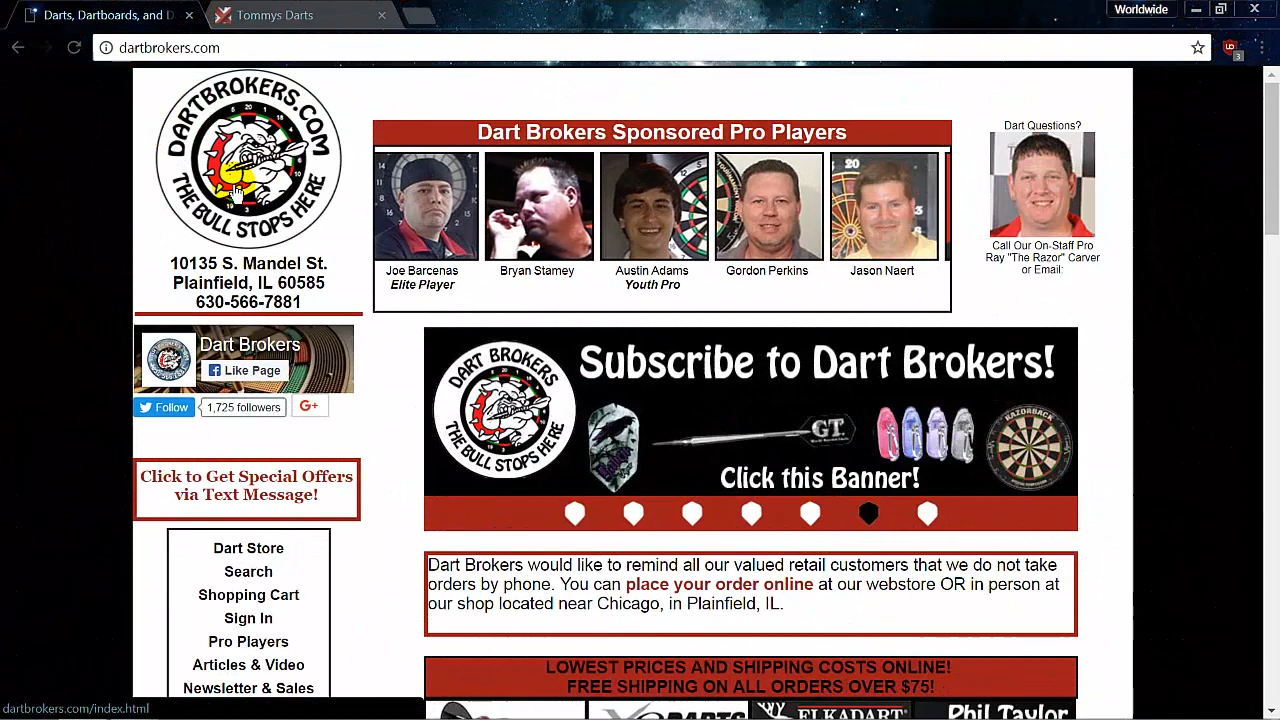 Darts, Dartboards, and D
Tommys Darts
Worldwide
dartbrokers.com
3
DARTBROKERS.COM
THE BULL STOPS HERE
10135 S. Mandel St.
Plainfield, IL 60585
630-566-7881
Dart Brokers Sponsored Pro Players
Joe Barcenas
Elite Player
Bryan Stamey
Austin Adams
Youth Pro
Gordon Perkins
Jason Naert
Dart Questions?
Call Our On-Staff Pro
Ray "The Razor" Carver
or Email:
Dart Brokers
Like Page
Follow
1,725 followers
G+
Click to Get Special Offers
via Text Message!
Dart Store
Search
Shopping Cart
Sign In
Pro Players
Articles & Video
Newsletter & Sales
DART BROKERS
THE BULL STOPS HERE
Subscribe to Dart Brokers!
GT.
RAZORBACK
Click this Banner!
Dart Brokers would like to remind all our valued retail customers that we do not take
orders by phone. You can place your order online at our webstore OR in person at
our shop located near Chicago, in Plainfield, IL.
LOWEST PRICES AND SHIPPING COSTS ONLINE!
FREE SHIPPING ON ALL ORDERS OVER $75!
ELKADART
Phil Taylor
dartbrokers.com/index.html